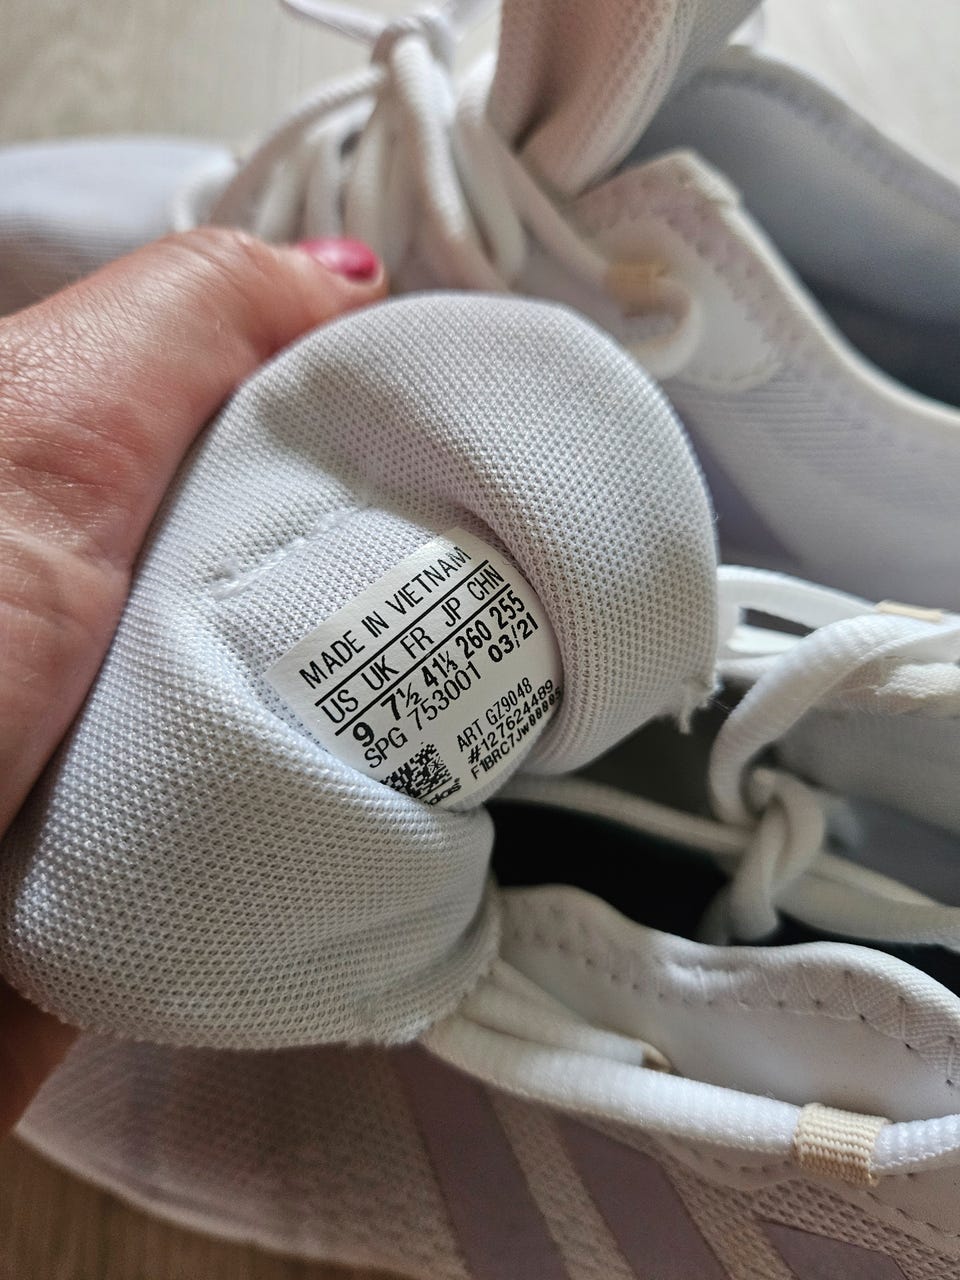 MADE IN VIETNAM
US UK FR JP CHN
9 7½ 41⅓ 260 255
SPG 753001 03/21
ART GZ9048
#127624489
F1BRC7JW00005